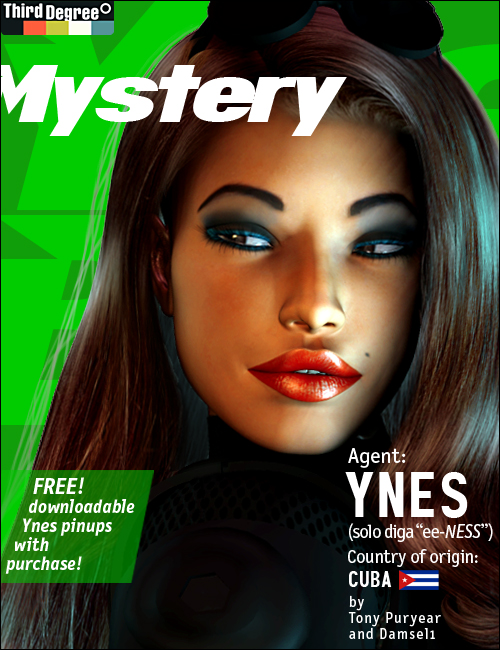 Third Degree°
Mystery
FREE!
downloadable
Ynes pinups
with
purchase!
Agent:
YNES
(solo diga “ee-NESS”)
Country of origin:
CUBA
by
Tony Puryear
and Damsel1